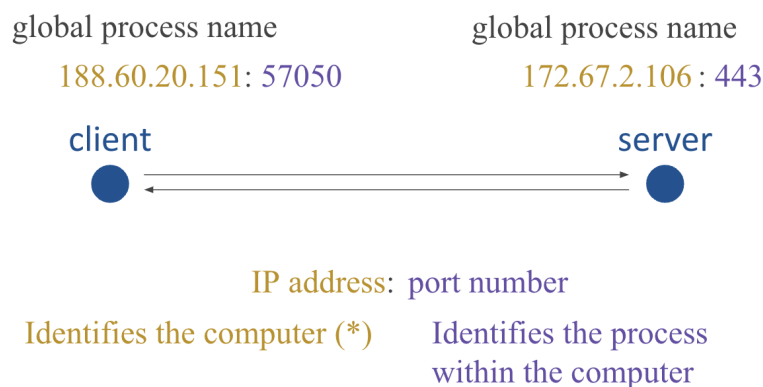 global process name
global process name
188.60.20.151: 57050
172.67.2.106 : 443
client
server
IP address: port number
Identifies the computer (*)
Identifies the process
within the computer